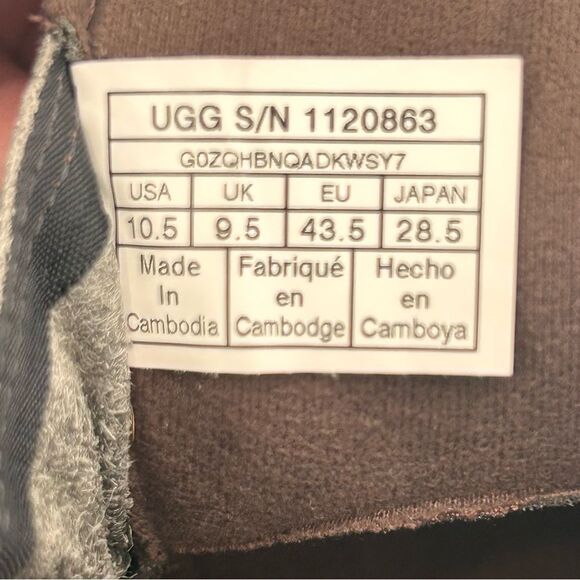 UGG S/N 1120863
G0ZQHBNQADKWSY7
USA UK EU JAPAN
10.5 9.5 43.5 28.5
Made In Cambodia
Fabriqué en Cambodge
Hecho en Camboya